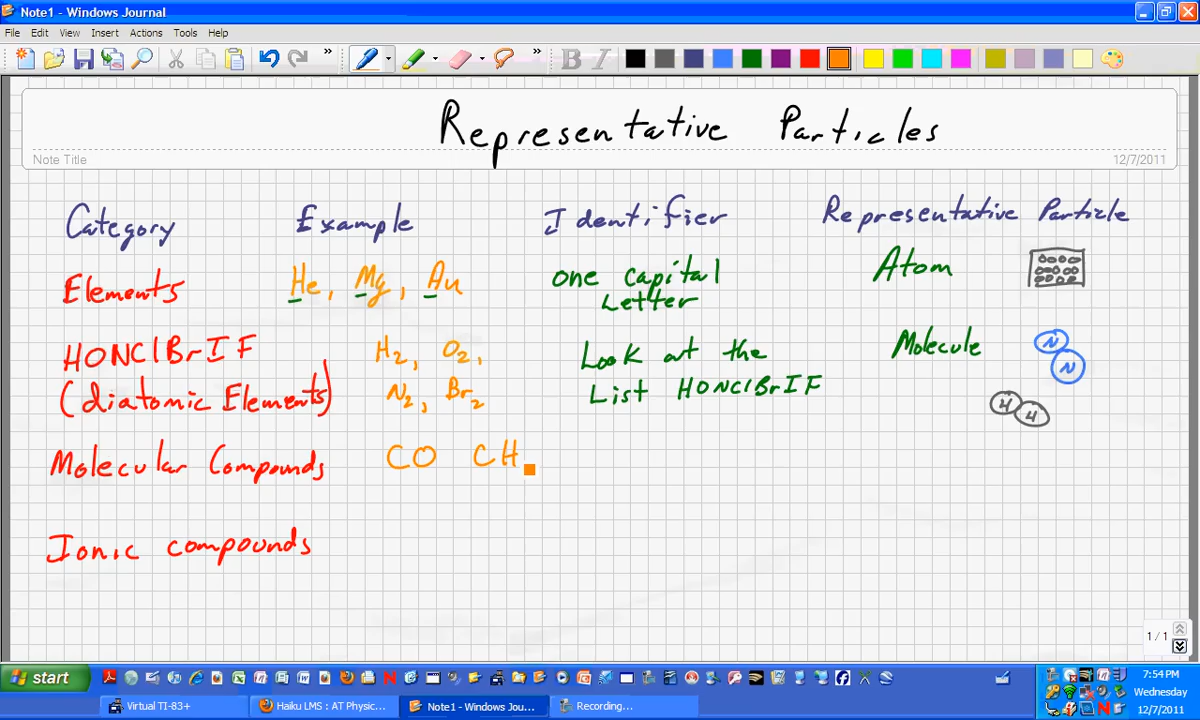 Note1 - Windows Journal
File Edit View Insert Actions Tools Help
B I
Representative Particles
Note Title
12/7/2011
Category Example Identifier Representative Particle
Elements He, Mg, Au one capital Letter Atom
HONClBrIF (diatomic Elements) H2, O2, N2, Br2 Look at the List HONClBrIF Molecule
N
N
H H
Molecular Compounds CO CH
Ionic compounds
1 / 1
start
7:54 PM
Wednesday
12/7/2011
Virtual TI-83+ Haiku LMS : AT Physic... Note1 - Windows Jou... Recording...